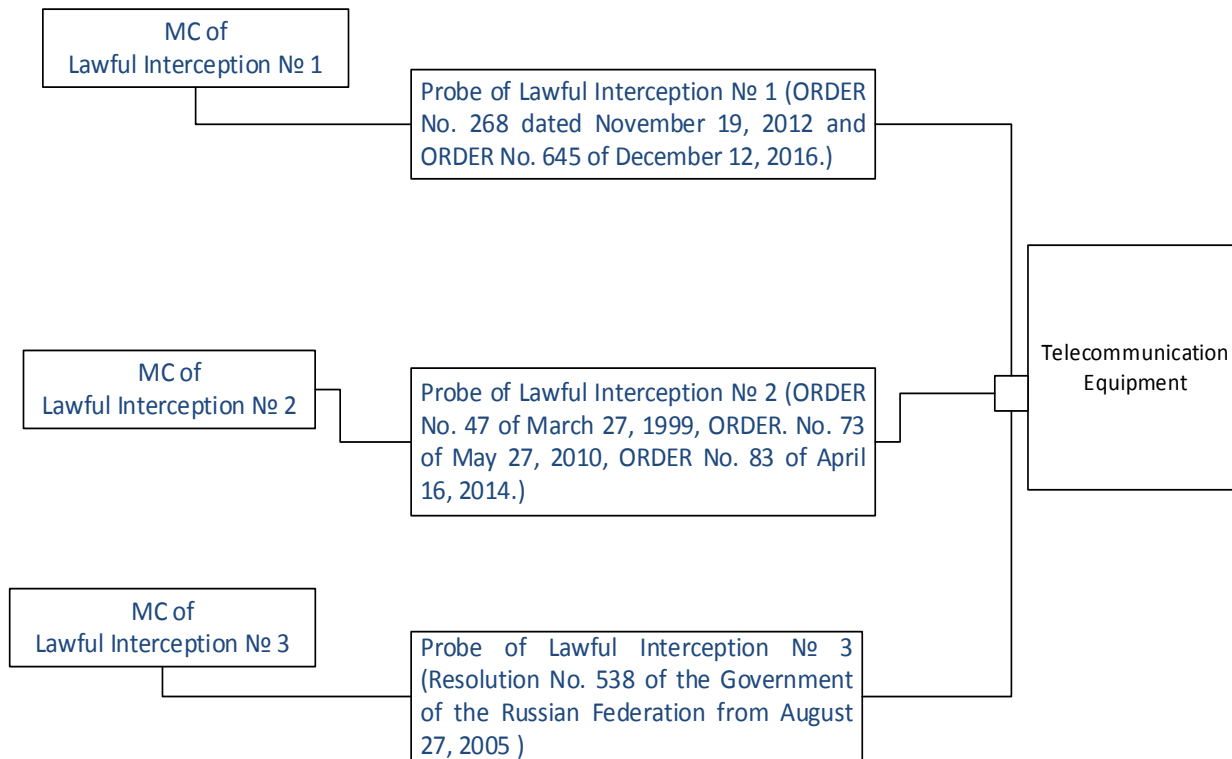 MC of
Lawful Interception № 1
Probe of Lawful Interception № 1 (ORDER
No. 268 dated November 19, 2012 and
ORDER No. 645 of December 12, 2016.)
MC of
Lawful Interception № 2
Probe of Lawful Interception № 2 (ORDER
No. 47 of March 27, 1999, ORDER. No. 73
of May 27, 2010, ORDER No. 83 of April
16, 2014.)
Telecommunication
Equipment
MC of
Lawful Interception № 3
Probe of Lawful Interception № 3
(Resolution No. 538 of the Government
of the Russian Federation from August
27, 2005 )